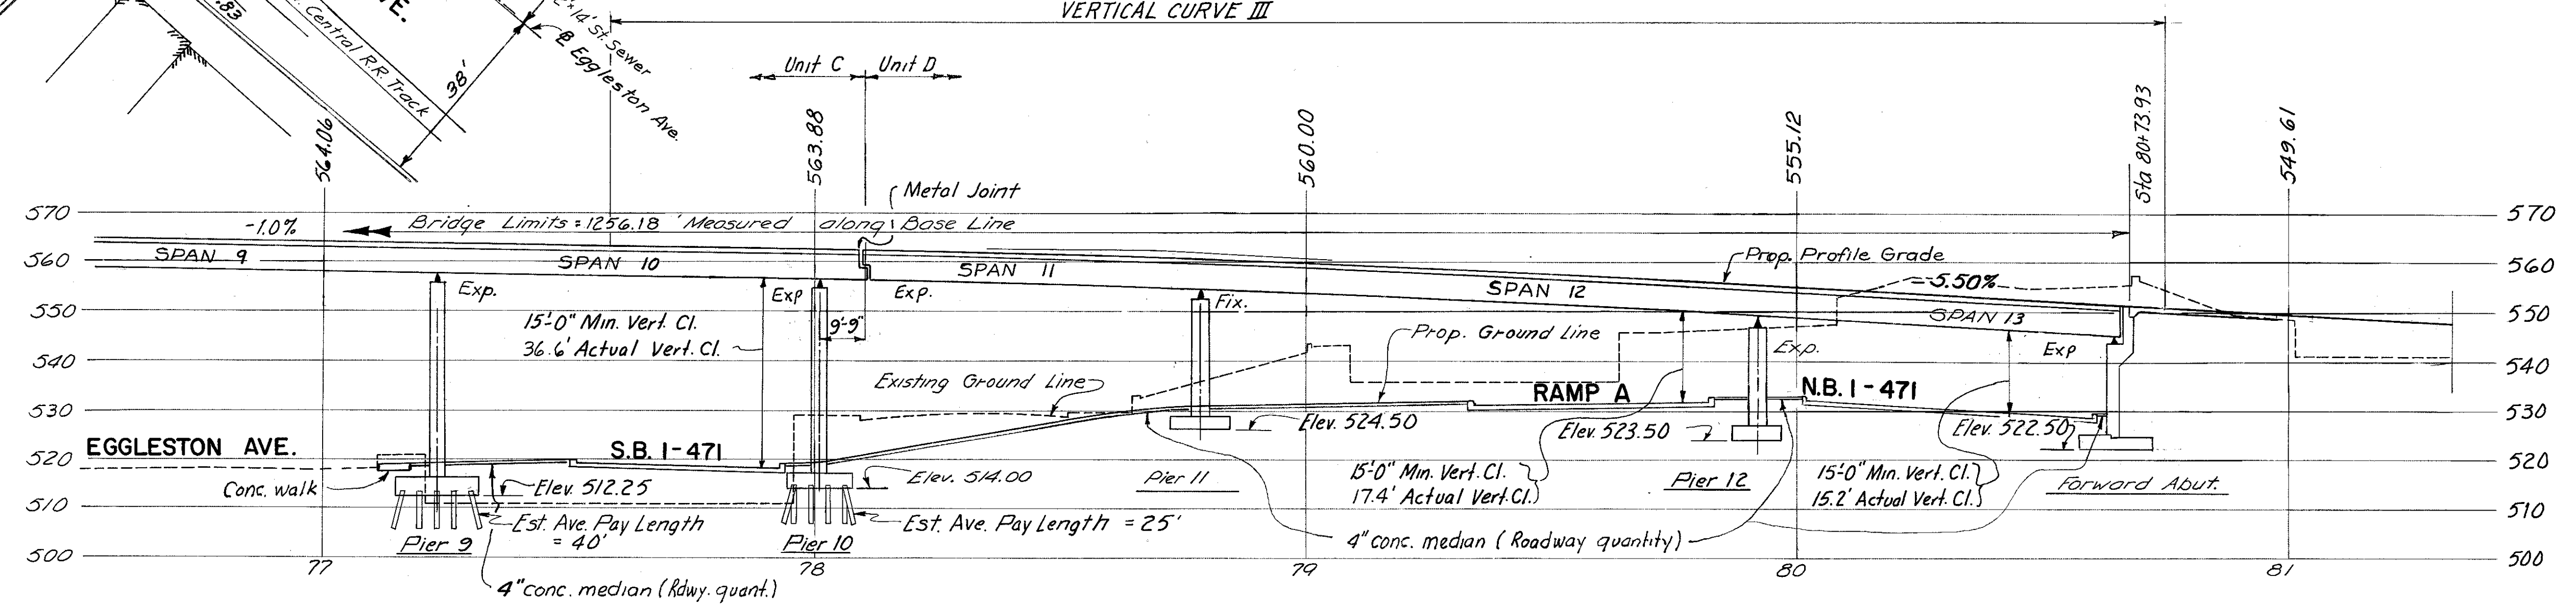 VERTICAL CURVE III
.83
Central R.R. Track
VE.
38'
2'x14' St. Sewer
℄ Eggleston Ave.
Unit C
Unit D
564.06
563.88
560.00
555.12
Sta 80+73.93
549.61
Metal Joint
570
-1.0%
Bridge Limits = 1256.18' Measured along Base Line
570
560
SPAN 9
SPAN 10
SPAN 11
SPAN 12
Prop. Profile Grade
-5.50%
560
Exp.
Exp
Exp.
Fix.
SPAN 13
550
15'-0" Min. Vert. Cl.
36.6' Actual Vert. Cl.
9'-9"
Prop. Ground Line
Exp.
Exp
550
540
Existing Ground Line
540
530
RAMP A
N.B. I-471
530
Elev. 524.50
Elev. 523.50
Elev. 522.50
EGGLESTON AVE.
S.B. I-471
520
520
Conc. walk
Elev. 512.25
Elev. 514.00
Pier 11
15'-0" Min. Vert. Cl.
17.4' Actual Vert. Cl.
Pier 12
15'-0" Min. Vert. Cl.
15.2' Actual Vert. Cl.
Forward Abut.
510
Est. Ave. Pay Length
= 40'
Est. Ave. Pay Length = 25'
510
Pier 9
Pier 10
4" conc. median (Roadway quantity)
500
500
77
78
79
80
81
4" conc. median (Rdwy. quant.)